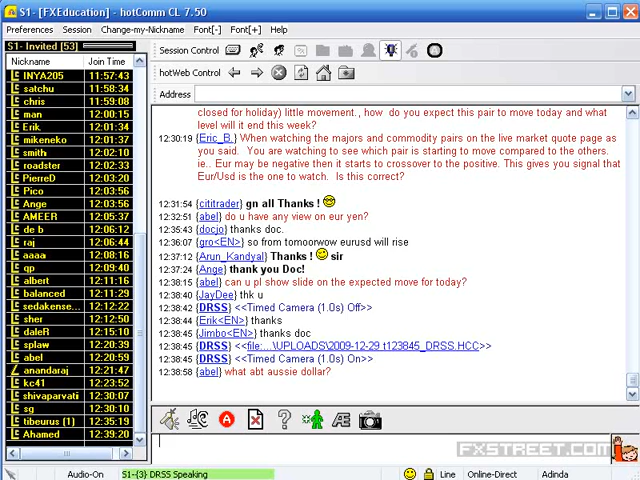 S1- [FXEducation] - hotComm CL 7.50
Preferences Session Change-my-Nickname Font[-] Font[+] Help
S1- Invited [53]
Session Control
Nickname Join Time
hotWeb Control
Address
INYA205 11:57:43
satchu 11:58:34
chris 11:59:08
man 12:00:15
Erik 12:01:34
mikeneko 12:01:37
smith 12:02:10
roadster 12:02:33
PierreD 12:03:20
Pico 12:03:56
Ange 12:03:56
AMEER 12:05:37
de b 12:06:12
raj 12:06:44
aaaa 12:08:16
gp 12:09:40
albert 12:11:16
balanced 12:11:29
sedakense... 12:12:22
sher 12:12:50
daleR 12:15:10
splaw 12:20:39
abel 12:20:59
anandaraj 12:21:47
kc41 12:23:52
shivaparvati 12:30:07
sg 12:30:10
tibeurus (1) 12:35:19
Ahamed 12:39:20
closed for holiday) little movement., how do you expect this pair to move today and what
level will it end this week?
12:30:19 {Eric_B.} When watching the majors and commodity pairs on the live market quote page as
you said. You are watching to see which pair is starting to move compared to the others.
ie.. Eur may be negative then it starts to crossover to the positive. This gives you signal that
Eur/Usd is the one to watch. Is this correct?
12:31:54 {cititrader} gn all Thanks !
12:32:51 {abel} do u have any view on eur yen?
12:35:43 {docjo} thanks doc.
12:36:07 {gro<EN>} so from tomoorwow eurusd will rise
12:37:12 {Arun_Kandyal} Thanks ! sir
12:37:24 {Ange} thank you Doc!
12:38:15 {abel} can u pl show slide on the expected move for today?
12:38:40 {JayDee} thk u
12:38:42 {DRSS} <<Timed Camera (1.0s) Off>>
12:38:44 {Erik<EN>} thanks
12:38:45 {Jimbo<EN>} thanks doc
12:38:45 {DRSS} <<file:...\UPLOADS\2009-12-29 t123845_DRSS.HCC>>
{DRSS} <<Timed Camera (1.0s) On>>
12:38:58 {abel} what abt aussie dollar?
A
?
Æ
FXSTREET.COM
Audio-On S1-{3} DRSS Speaking Line Online-Direct Adinda